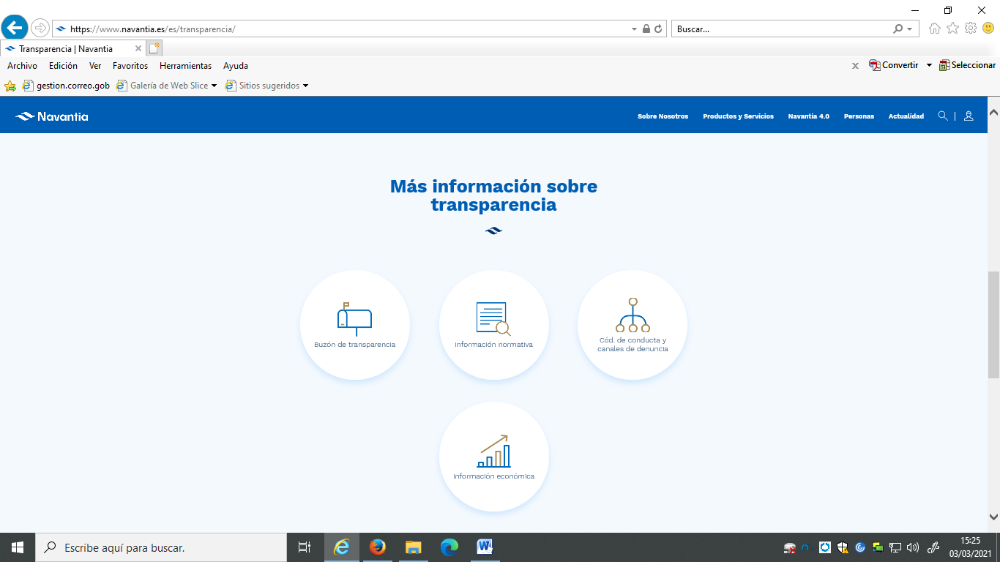 https://www.navantia.es/es/transparencia/
Buscar...
Transparencia | Navantia
Archivo Edición Ver Favoritos Herramientas Ayuda
Convertir Seleccionar
gestion.correo.gob Galería de Web Slice Sitios sugeridos
Navantia
Sobre Nosotros Productos y Servicios Navantia 4.0 Personas Actualidad
Más información sobre
transparencia
Buzón de transparencia
Información normativa
Cód. de conducta y
canales de denuncia
Información económica
Escribe aquí para buscar.
15:25
03/03/2021